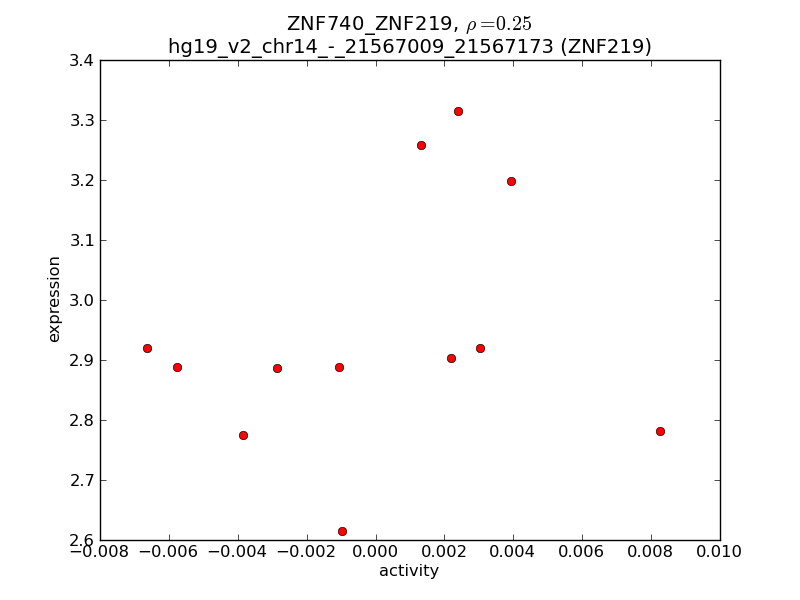 ZNF740_ZNF219, ρ=0.25
hg19_v2_chr14_-_21567009_21567173 (ZNF219)
3.4
3.3
3.2
3.1
3.0
2.9
2.8
2.7
2.6
expression
−0.008 −0.006 −0.004 −0.002 0.000 0.002 0.004 0.006 0.008 0.010
activity